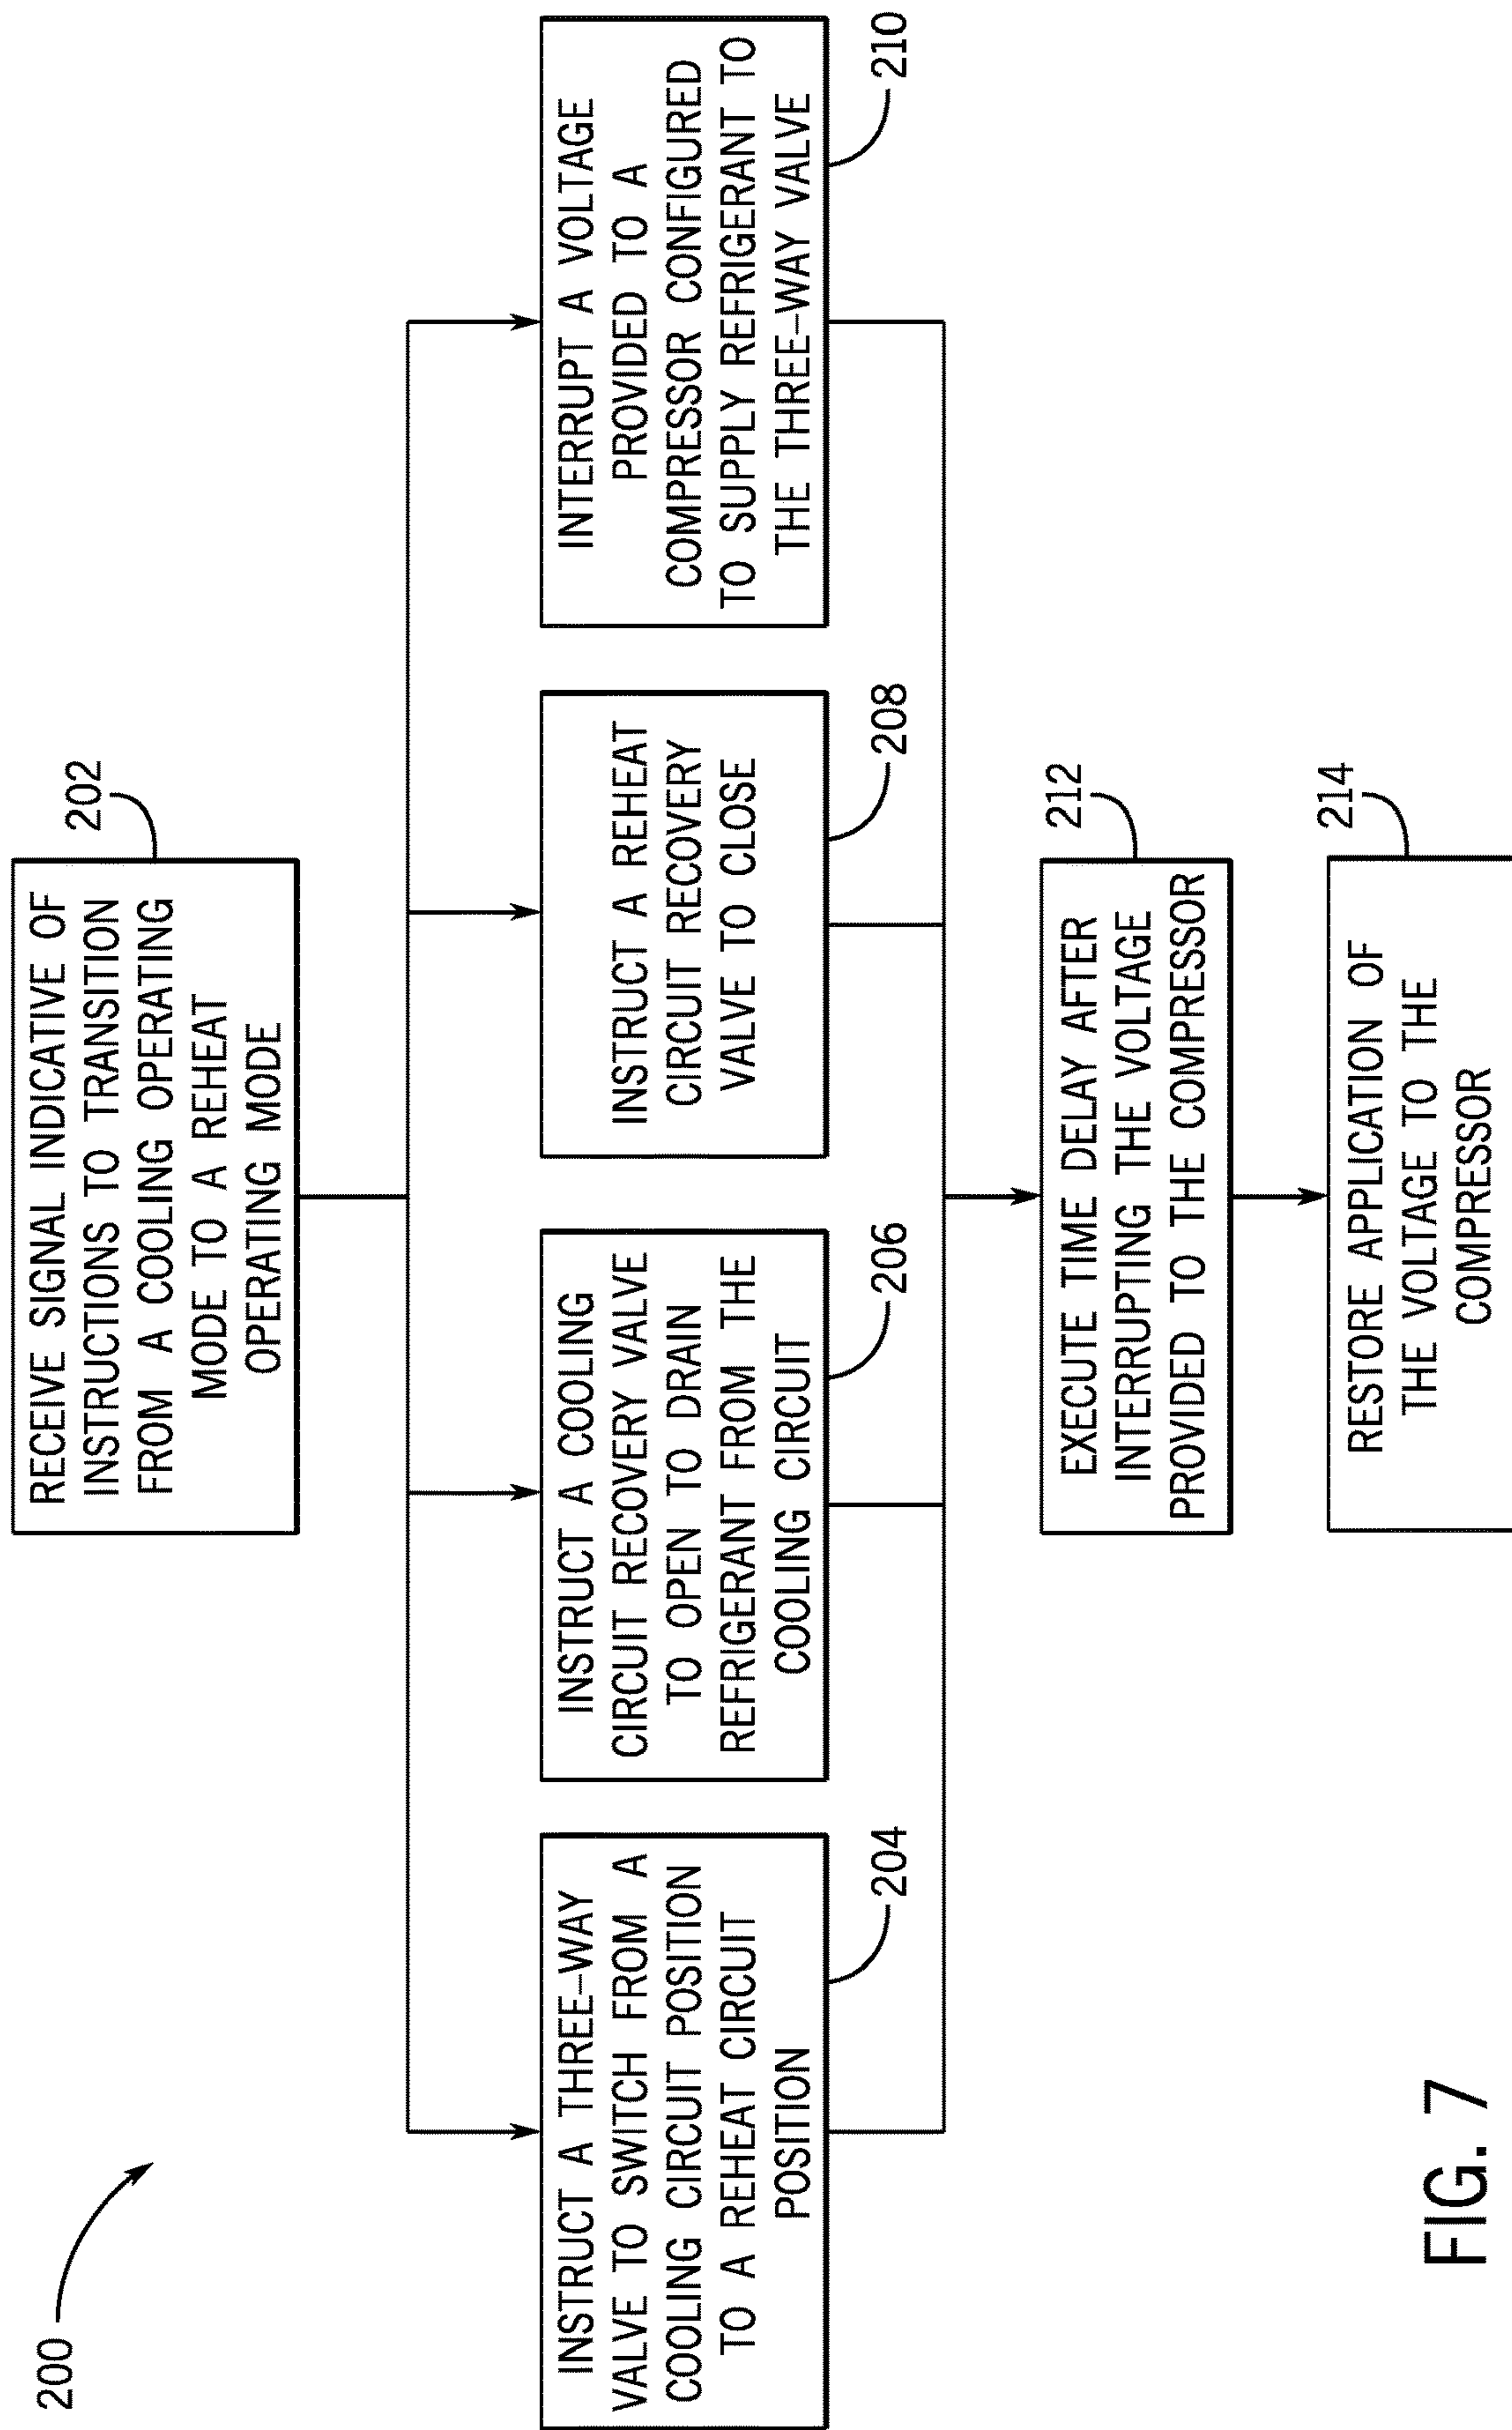 200
RECEIVE SIGNAL INDICATIVE OF
INSTRUCTIONS TO TRANSITION
FROM A COOLING OPERATING
MODE TO A REHEAT
OPERATING MODE
202
INSTRUCT A THREE-WAY
VALVE TO SWITCH FROM A
COOLING CIRCUIT POSITION
TO A REHEAT CIRCUIT
POSITION
204
INSTRUCT A COOLING
CIRCUIT RECOVERY VALVE
TO OPEN TO DRAIN
REFRIGERANT FROM THE
COOLING CIRCUIT
206
INSTRUCT A REHEAT
CIRCUIT RECOVERY
VALVE TO CLOSE
208
INTERRUPT A VOLTAGE
PROVIDED TO A
COMPRESSOR CONFIGURED
TO SUPPLY REFRIGERANT TO
THE THREE-WAY VALVE
210
EXECUTE TIME DELAY AFTER
INTERRUPTING THE VOLTAGE
PROVIDED TO THE COMPRESSOR
212
RESTORE APPLICATION OF
THE VOLTAGE TO THE
COMPRESSOR
214
FIG. 7